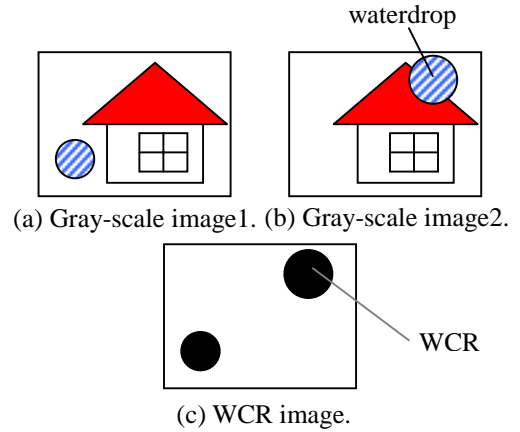 waterdrop
(a) Gray-scale image1. (b) Gray-scale image2.
WCR
(c) WCR image.